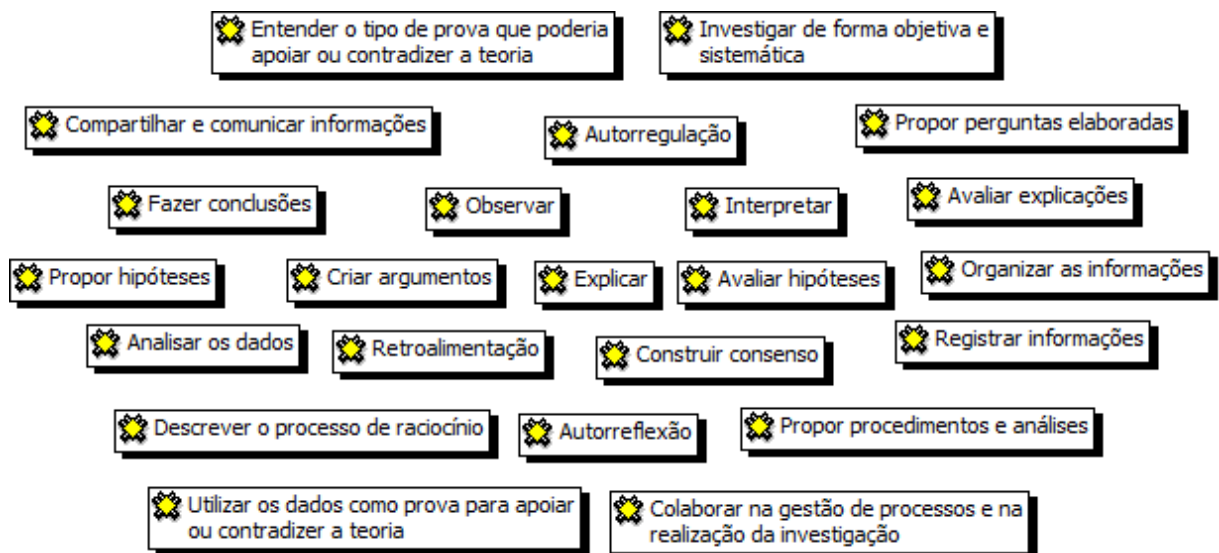 Entender o tipo de prova que poderia
apoiar ou contradizer a teoria
Investigar de forma objetiva e
sistemática
Compartilhar e comunicar informações
Autorregulação
Propor perguntas elaboradas
Fazer conclusões
Observar
Interpretar
Avaliar explicações
Propor hipóteses
Criar argumentos
Explicar
Avaliar hipóteses
Organizar as informações
Analisar os dados
Retroalimentação
Construir consenso
Registrar informações
Descrever o processo de raciocínio
Autorreflexão
Propor procedimentos e análises
Utilizar os dados como prova para apoiar
ou contradizer a teoria
Colaborar na gestão de processos e na
realização da investigação